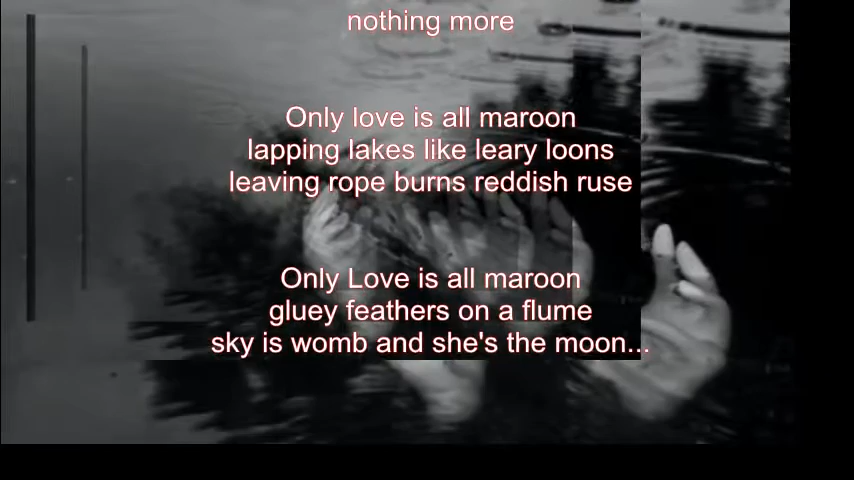 nothing more
Only love is all maroon
lapping lakes like leary loons
leaving rope burns reddish ruse
Only Love is all maroon
gluey feathers on a flume
sky is womb and she's the moon...